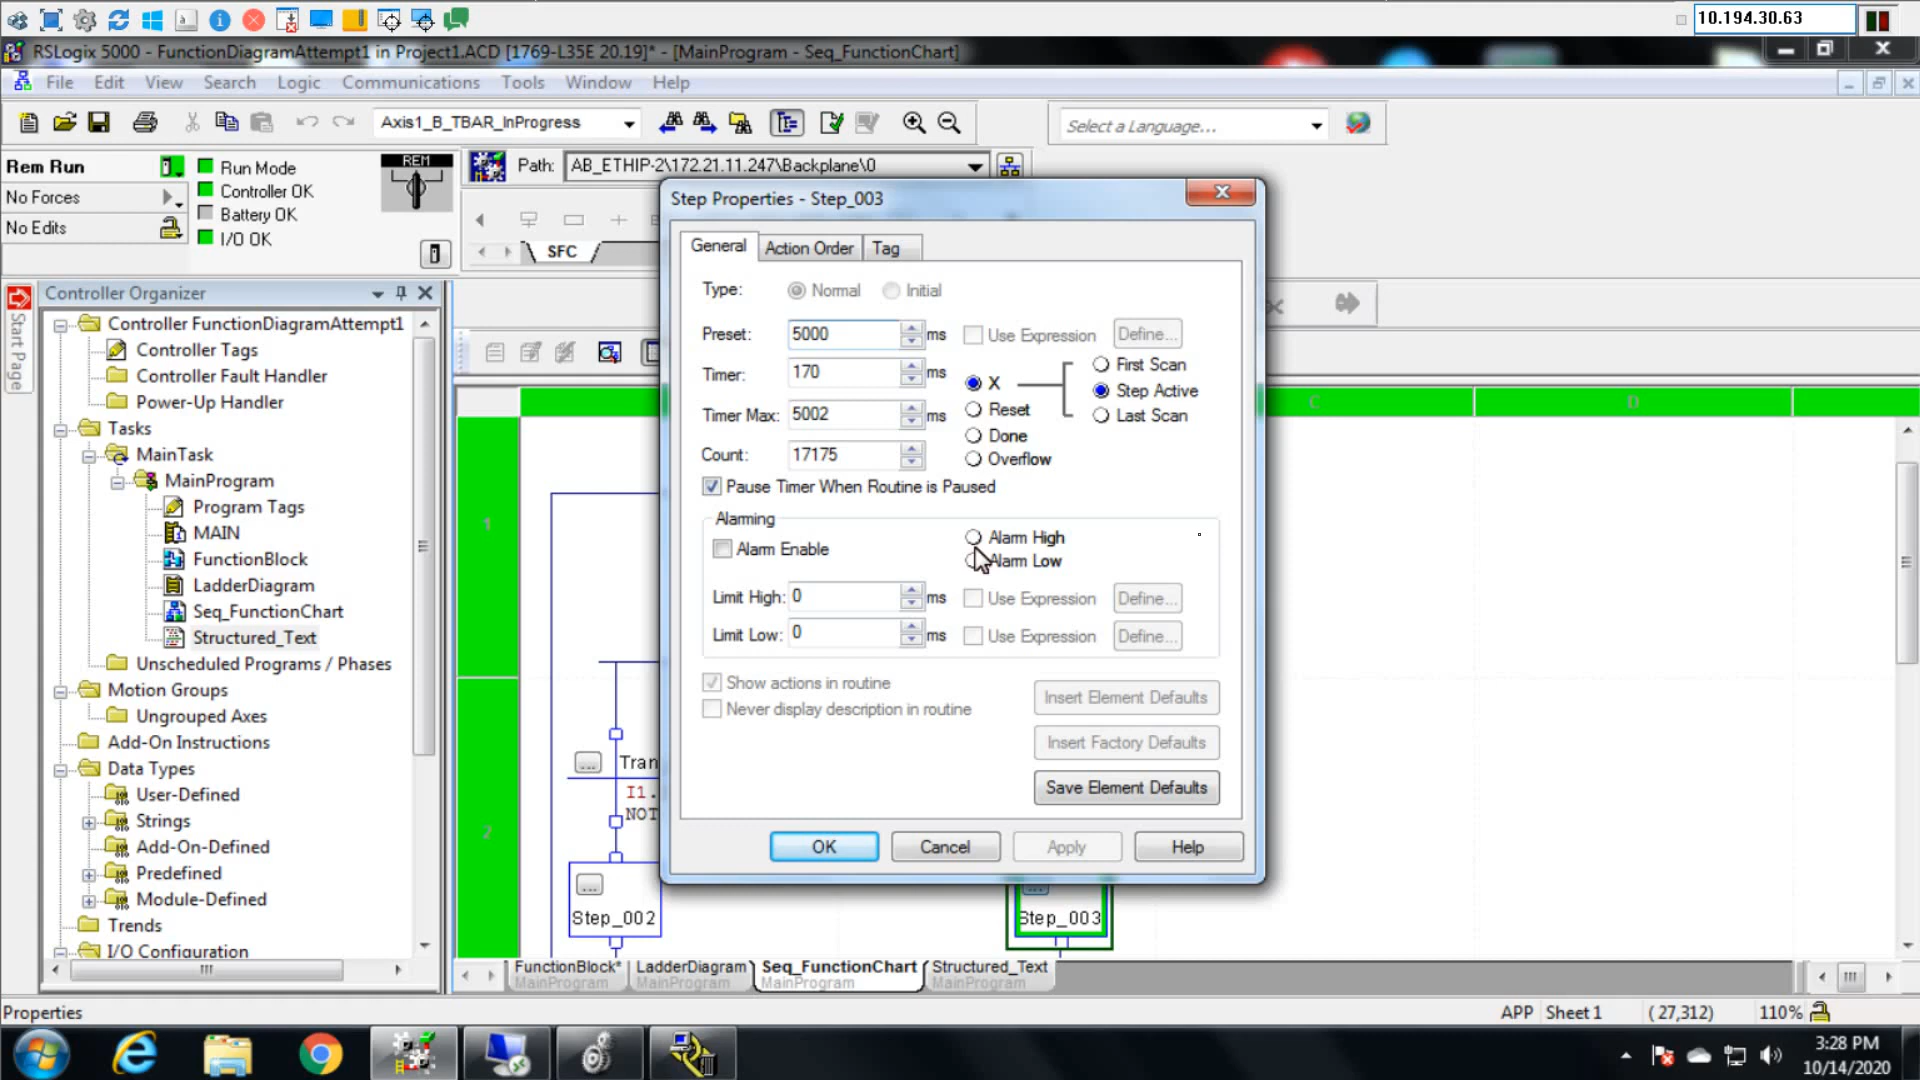 10.194.30.63
RSLogix 5000 - FunctionDiagramAttempt1 in Project1.ACD [1769-L35E 20.19]* - [MainProgram - Seq_FunctionChart]
File Edit View Search Logic Communications Tools Window Help
Axis1_B_TBAR_InProgress
Select a Language...
Rem Run
No Forces
No Edits
Run Mode
Controller OK
Battery OK
I/O OK
REM
Path: AB_ETHIP-2\172.21.11.247\Backplane\0
SFC
Start Page
Controller Organizer
Controller FunctionDiagramAttempt1
Controller Tags
Controller Fault Handler
Power-Up Handler
Tasks
MainTask
MainProgram
Program Tags
MAIN
FunctionBlock
LadderDiagram
Seq_FunctionChart
Structured_Text
Unscheduled Programs / Phases
Motion Groups
Ungrouped Axes
Add-On Instructions
Data Types
User-Defined
Strings
Add-On-Defined
Predefined
Module-Defined
Trends
I/O Configuration
C D
1
2
Tran
I1.
NOT
...
...
Step_002
...
Step_003
Step Properties - Step_003
General Action Order Tag
Type: Normal Initial
Preset: 5000 ms Use Expression Define...
Timer: 170 ms
Timer Max: 5002 ms
Count: 17175
X
Reset
Done
Overflow
First Scan
Step Active
Last Scan
Pause Timer When Routine is Paused
Alarming
Alarm Enable
Alarm High
Alarm Low
Limit High: 0 ms Use Expression Define...
Limit Low: 0 ms Use Expression Define...
Show actions in routine
Never display description in routine
Insert Element Defaults
Insert Factory Defaults
Save Element Defaults
OK Cancel Apply Help
FunctionBlock* LadderDiagram Seq_FunctionChart Structured_Text
MainProgram MainProgram MainProgram MainProgram
Properties
APP Sheet 1 (27,312) 110%
3:28 PM
10/14/2020